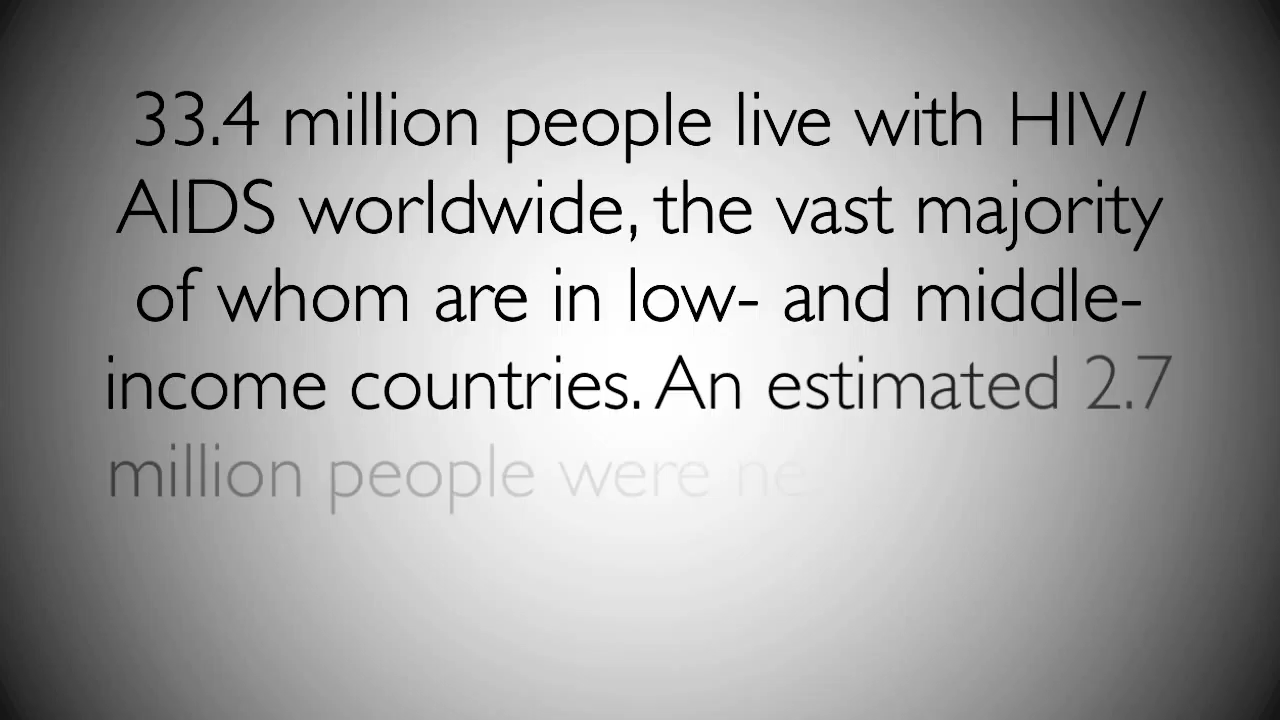 33.4 million people live with HIV/
AIDS worldwide, the vast majority
of whom are in low- and middle-
income countries. An estimated 2.7
million people were